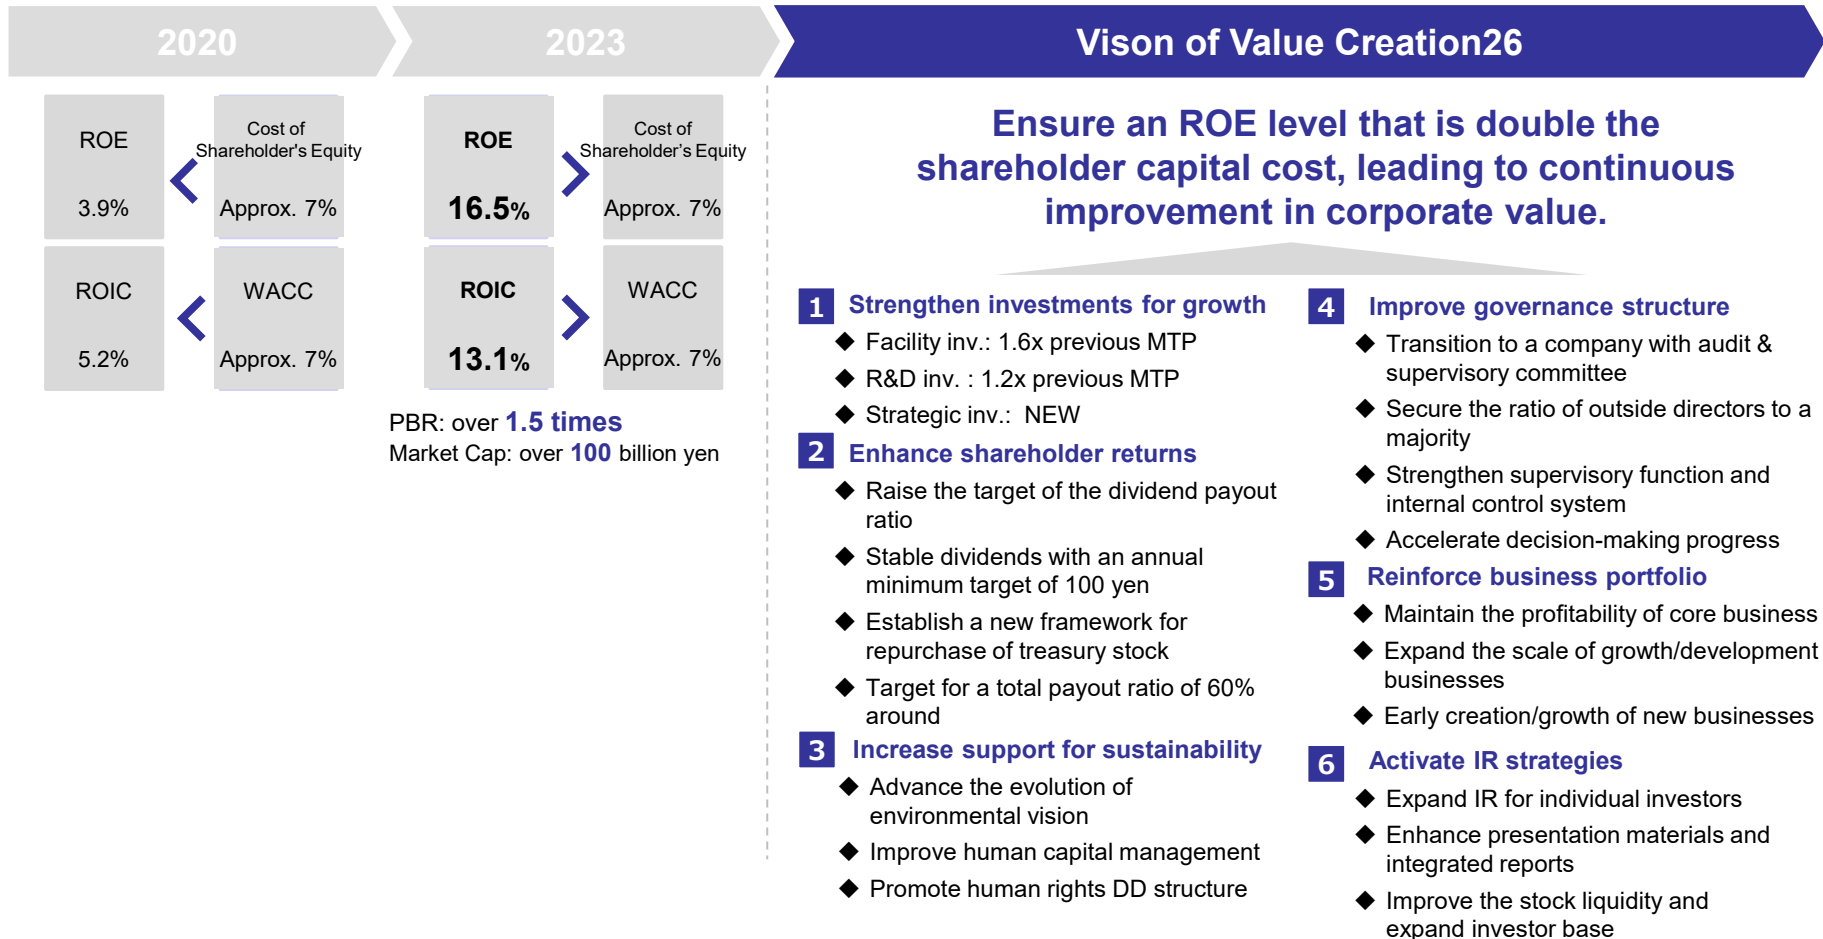 2020
2023
Vison of Value Creation26
ROE
3.9%
Cost of
Shareholder's Equity
Approx. 7%
ROIC
5.2%
WACC
Approx. 7%
ROE
16.5%
Cost of
Shareholder's Equity
Approx. 7%
ROIC
13.1%
WACC
Approx. 7%
PBR: over 1.5 times
Market Cap: over 100 billion yen
Ensure an ROE level that is double the
shareholder capital cost, leading to continuous
improvement in corporate value.
1 Strengthen investments for growth
◆ Facility inv.: 1.6x previous MTP
◆ R&D inv. : 1.2x previous MTP
◆ Strategic inv.: NEW
2 Enhance shareholder returns
◆ Raise the target of the dividend payout
ratio
◆ Stable dividends with an annual
minimum target of 100 yen
◆ Establish a new framework for
repurchase of treasury stock
◆ Target for a total payout ratio of 60%
around
3 Increase support for sustainability
◆ Advance the evolution of
environmental vision
◆ Improve human capital management
◆ Promote human rights DD structure
4 Improve governance structure
◆ Transition to a company with audit &
supervisory committee
◆ Secure the ratio of outside directors to a
majority
◆ Strengthen supervisory function and
internal control system
◆ Accelerate decision-making progress
5 Reinforce business portfolio
◆ Maintain the profitability of core business
◆ Expand the scale of growth/development
businesses
◆ Early creation/growth of new businesses
6 Activate IR strategies
◆ Expand IR for individual investors
◆ Enhance presentation materials and
integrated reports
◆ Improve the stock liquidity and
expand investor base